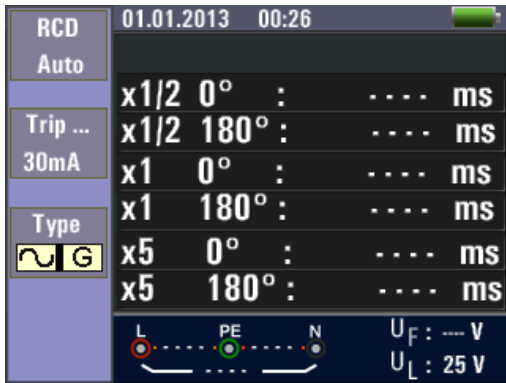 RCD
Auto
Trip ...
30mA
Type
G
01.01.2013 00:26
x1/2 0° : ---- ms
x1/2 180° : ---- ms
x1 0° : ---- ms
x1 180° : ---- ms
x5 0° : ---- ms
x5 180° : ---- ms
L PE N
----
UF : --- V
UL : 25 V